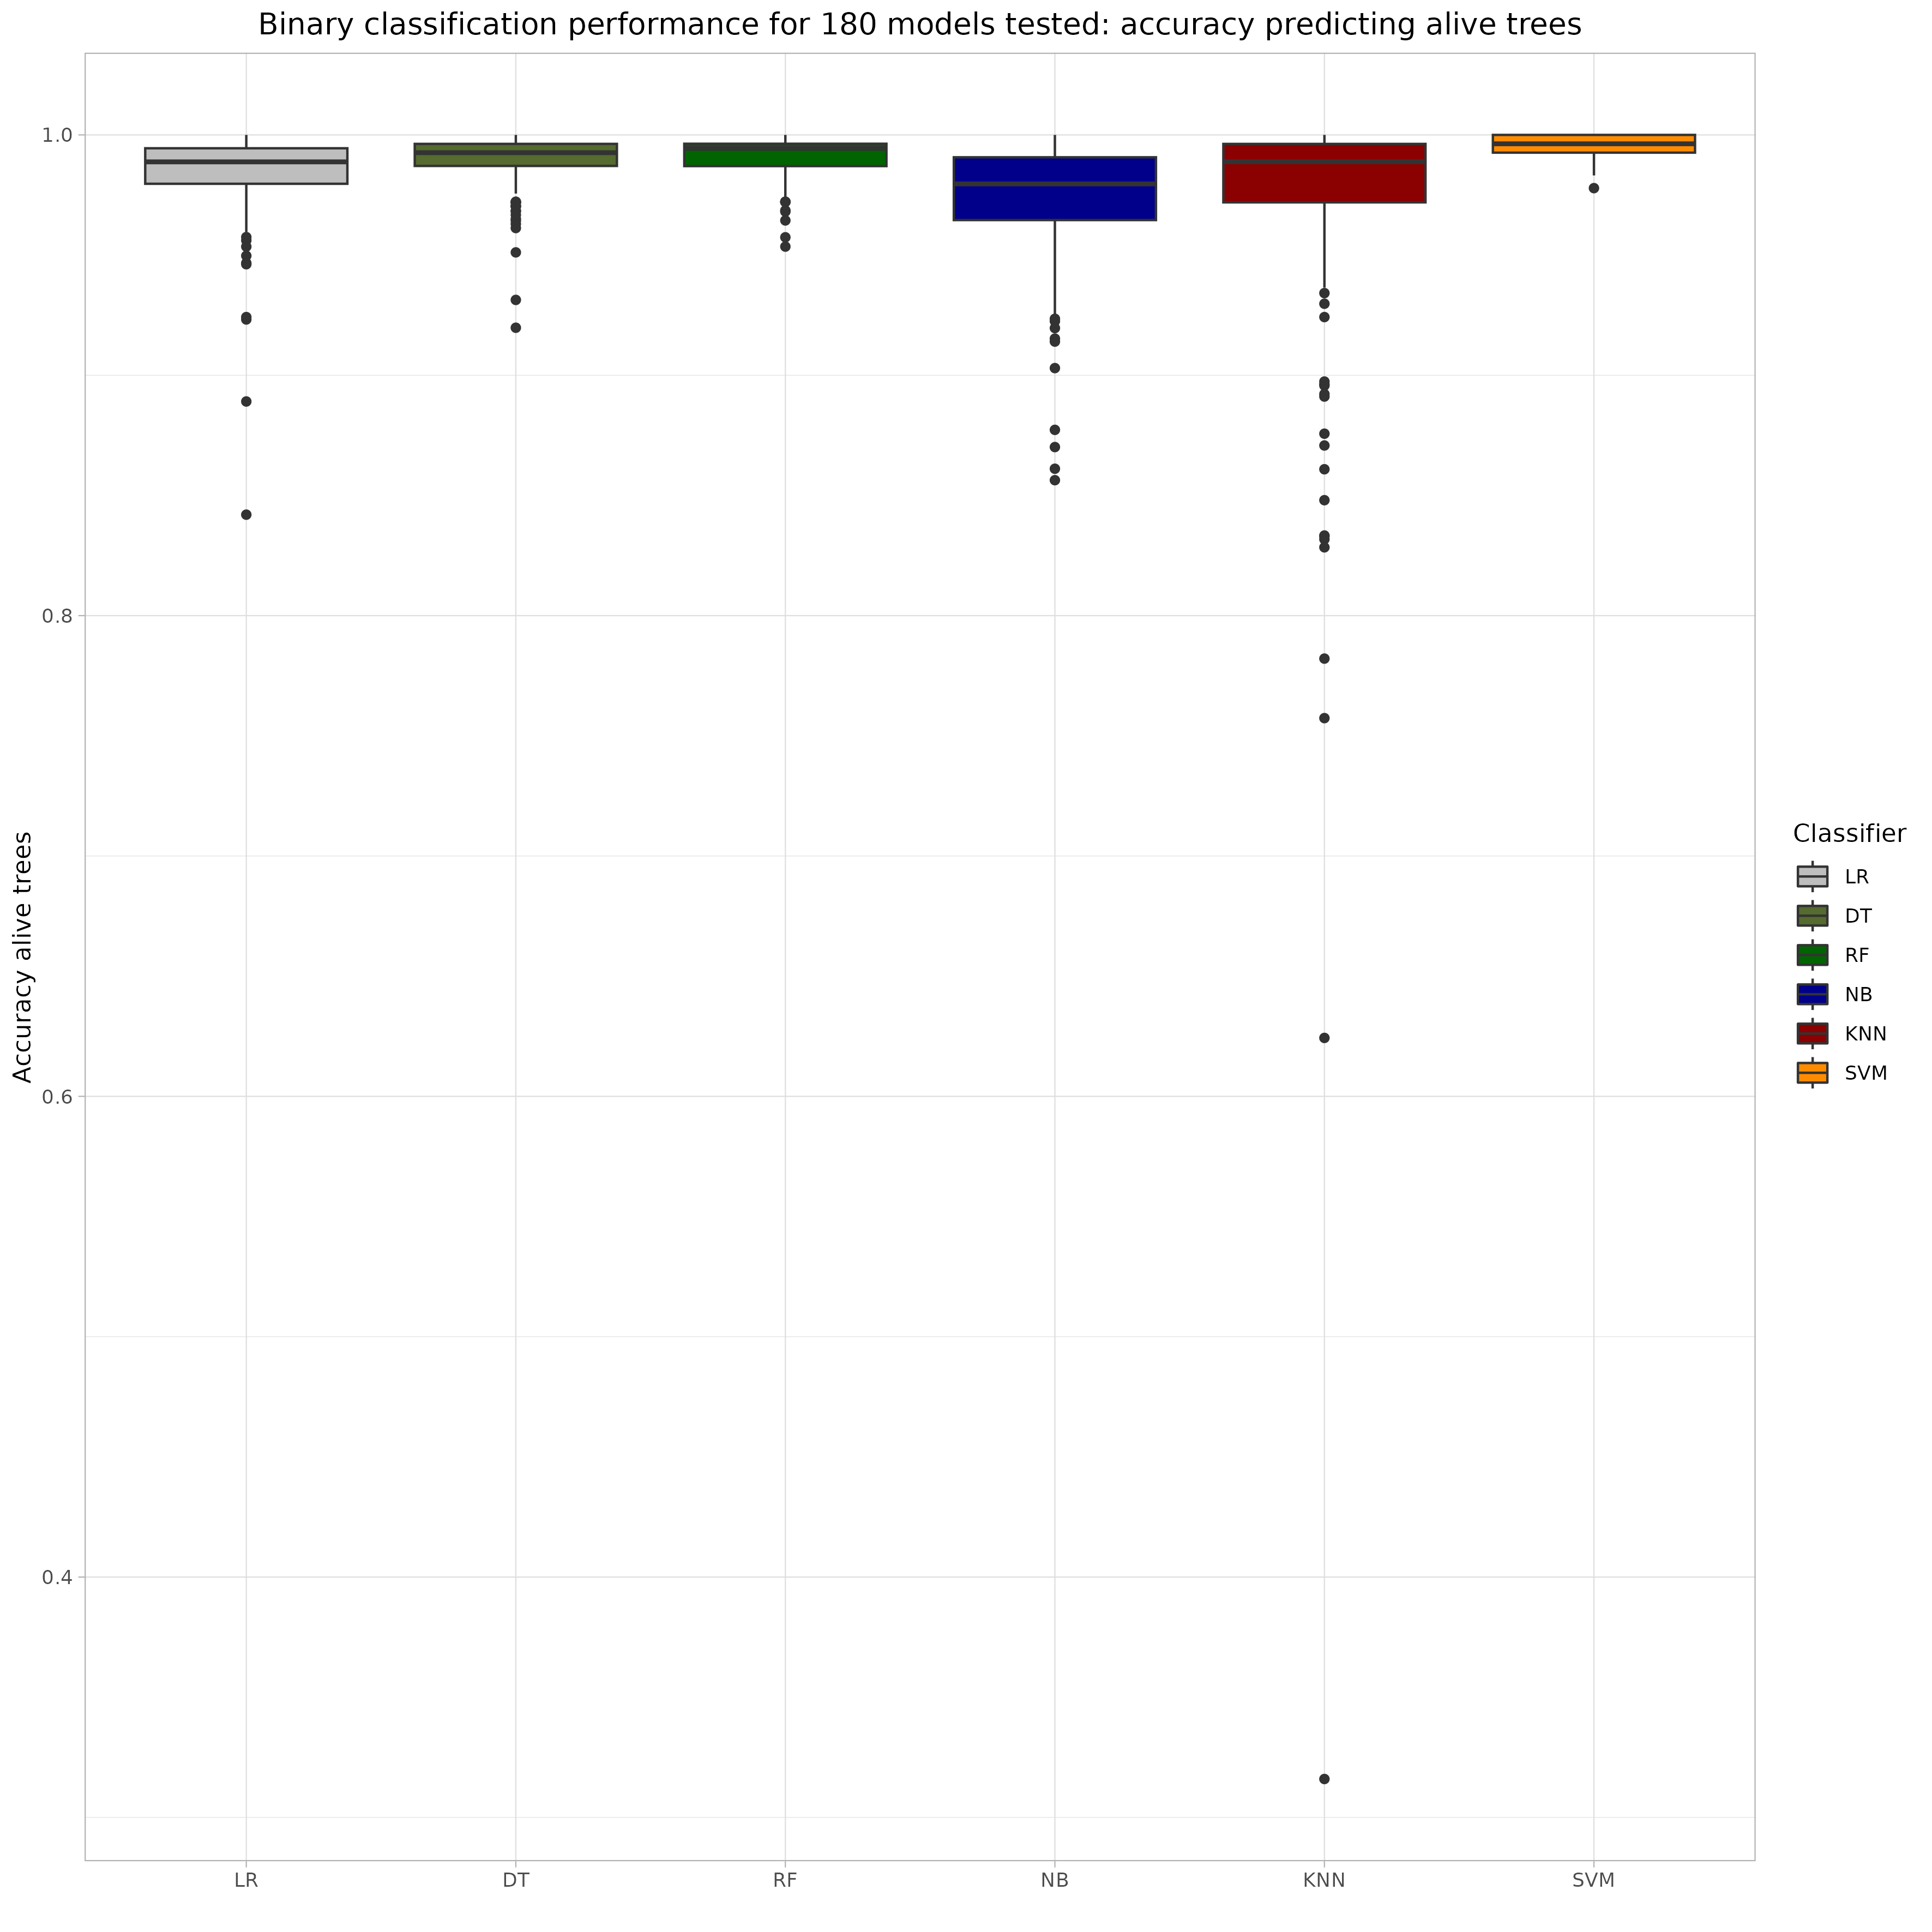 Binary classification performance for 180 models tested: accuracy predicting alive trees
1.0
0.8
0.6
0.4
Accuracy alive trees
LR
DT
RF
NB
KNN
SVM
Classifier
LR
DT
RF
NB
KNN
SVM